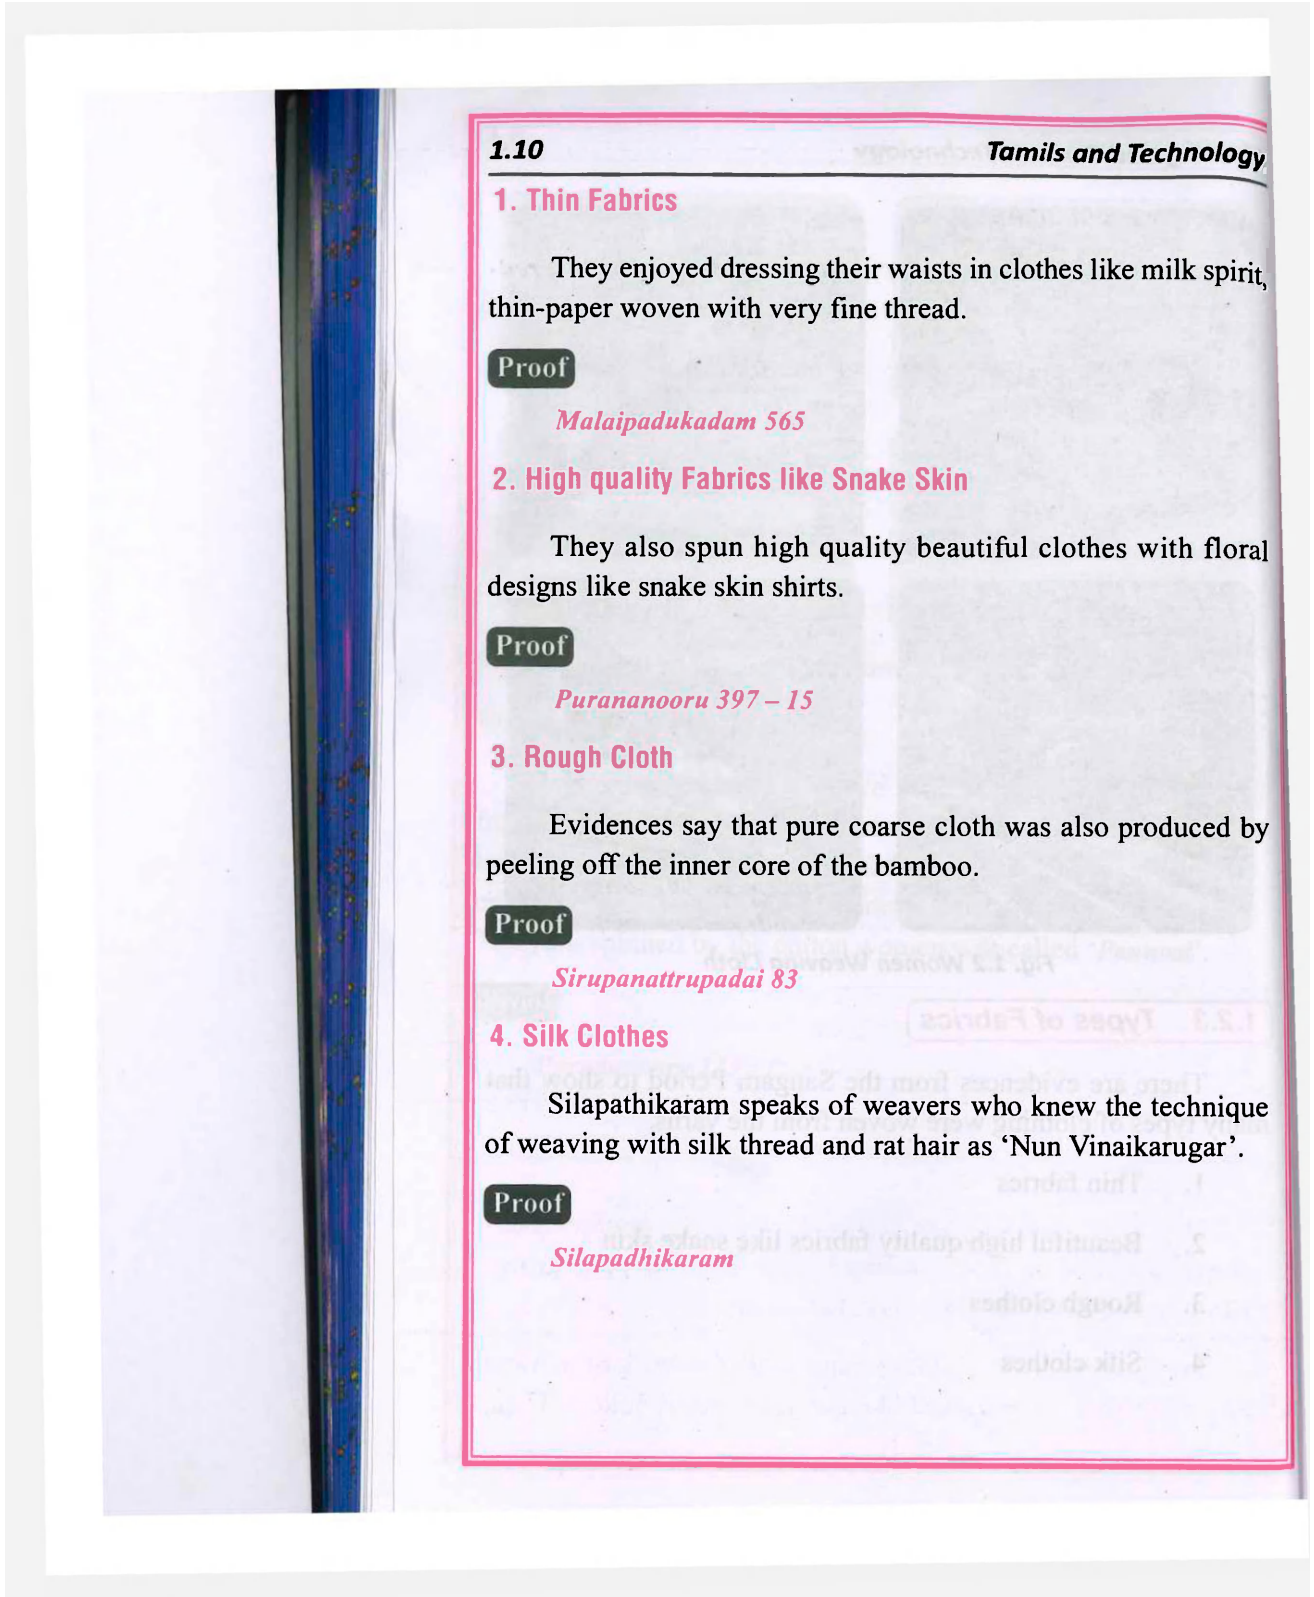 1.10 Tamils and Technology
1. Thin Fabrics
They enjoyed dressing their waists in clothes like milk spirit,
thin-paper woven with very fine thread.
Proof
Malaipadukadam 565
2. High quality Fabrics like Snake Skin
They also spun high quality beautiful clothes with floral
designs like snake skin shirts.
Proof
Purananooru 397 – 15
3. Rough Cloth
Evidences say that pure coarse cloth was also produced by
peeling off the inner core of the bamboo.
Proof
Sirupanattrupadai 83
4. Silk Clothes
Silapathikaram speaks of weavers who knew the technique
of weaving with silk thread and rat hair as ‘Nun Vinaikarugar’.
Proof
Silapadhikaram